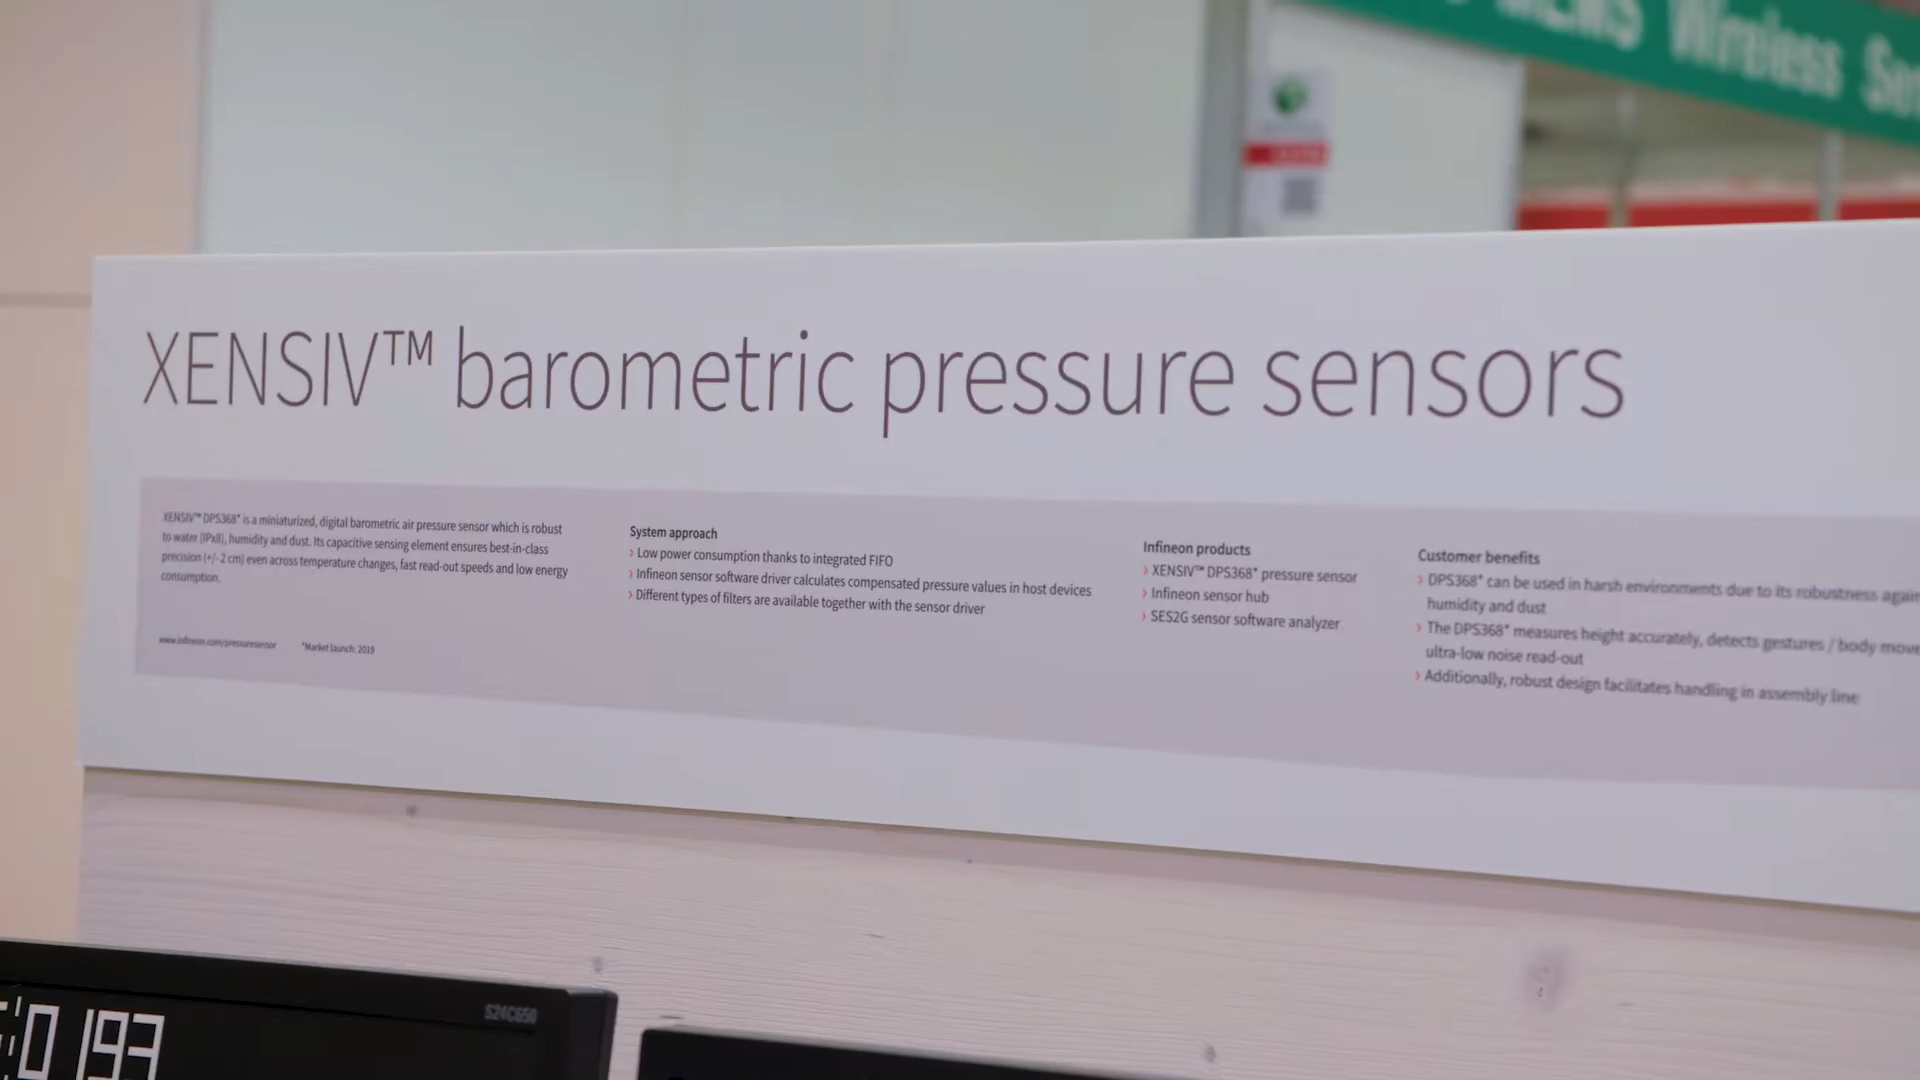 MEMS Wireless
XENSIV™ barometric pressure sensors
XENSIV™ DPS368* is a miniaturized, digital barometric air pressure sensor which is robust
to water (IPx8), humidity and dust. Its capacitive sensing element ensures best-in-class
precision (+/- 2 cm) even across temperature changes, fast read-out speeds and low energy
consumption.
www.infineon.com/pressuresensor *Market launch: 2019
System approach
› Low power consumption thanks to integrated FIFO
› Infineon sensor software driver calculates compensated pressure values in host devices
› Different types of filters are available together with the sensor driver
Infineon products
› XENSIV™ DPS368* pressure sensor
› Infineon sensor hub
› SES2G sensor software analyzer
Customer benefits
› DPS368* can be used in harsh environments due to its robustness again
humidity and dust
› The DPS368* measures height accurately, detects gestures / body move
ultra-low noise read-out
› Additionally, robust design facilitates handling in assembly line
S24C650
0 193